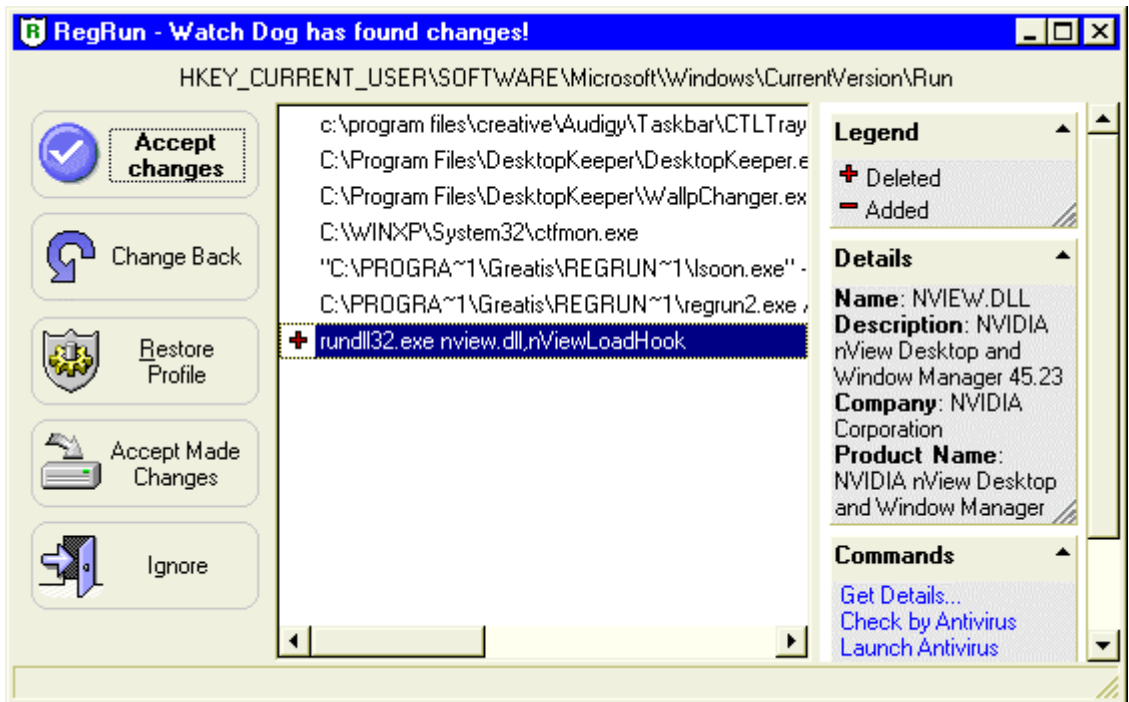 RegRun - Watch Dog has found changes!
HKEY_CURRENT_USER\SOFTWARE\Microsoft\Windows\CurrentVersion\Run
Accept
changes
Change Back
Restore
Profile
Accept Made
Changes
Ignore
c:\program files\creative\Audigy\Taskbar\CTLTray
C:\Program Files\DesktopKeeper\DesktopKeeper.e
C:\Program Files\DesktopKeeper\WallpChanger.ex
C:\WINXP\System32\ctfmon.exe
"C:\PROGRA~1\Greatis\REGRUN~1\lsoon.exe" -
C:\PROGRA~1\Greatis\REGRUN~1\regrun2.exe /
rundll32.exe nview.dll,nViewLoadHook
Legend
Deleted
Added
Details
Name: NVIEW.DLL
Description: NVIDIA
nView Desktop and
Window Manager 45.23
Company: NVIDIA
Corporation
Product Name:
NVIDIA nView Desktop
and Window Manager
Commands
Get Details...
Check by Antivirus
Launch Antivirus